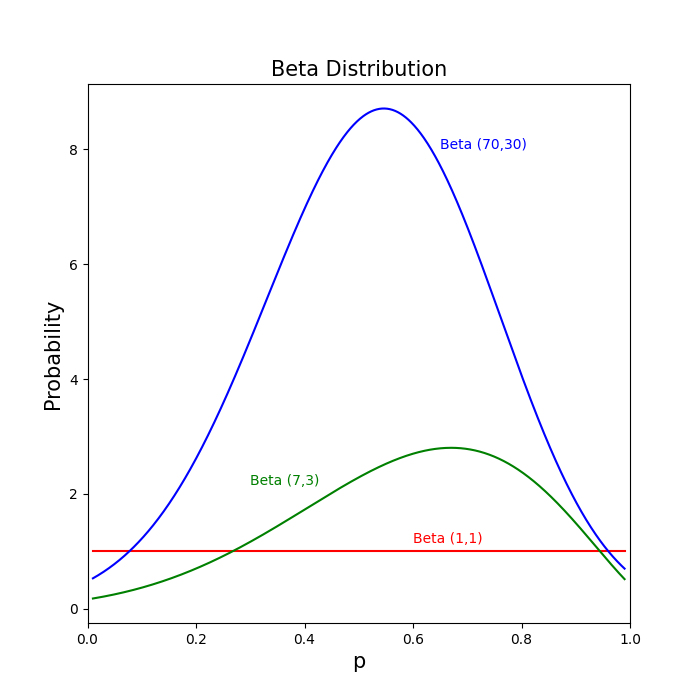 Beta Distribution
Probability
8
6
4
2
0
Beta (70,30)
Beta (7,3)
Beta (1,1)
0.0 0.2 0.4 0.6 0.8 1.0
p